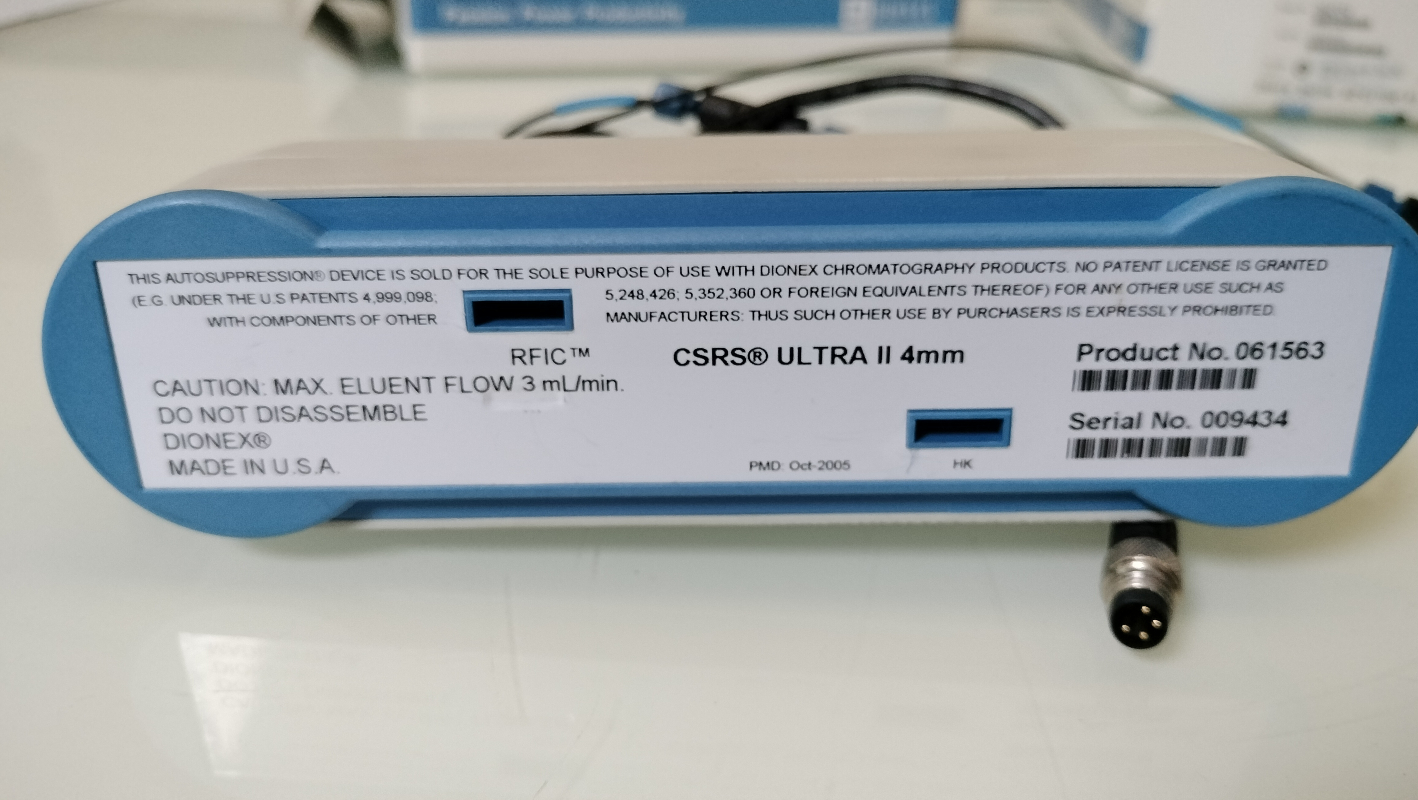 THIS AUTOSUPPRESSION® DEVICE IS SOLD FOR THE SOLE PURPOSE OF USE WITH DIONEX CHROMATOGRAPHY PRODUCTS. NO PATENT LICENSE IS GRANTED
(E.G. UNDER THE U.S PATENTS 4,999,098; 5,248,426; 5,352,360 OR FOREIGN EQUIVALENTS THEREOF) FOR ANY OTHER USE SUCH AS
WITH COMPONENTS OF OTHER MANUFACTURERS: THUS SUCH OTHER USE BY PURCHASERS IS EXPRESSLY PROHIBITED.
RFIC™ CSRS® ULTRA II 4mm Product No. 061563
CAUTION: MAX. ELUENT FLOW 3 mL/min.
DO NOT DISASSEMBLE
DIONEX®
MADE IN U.S.A.
Serial No. 009434
PMD: Oct-2005 HK